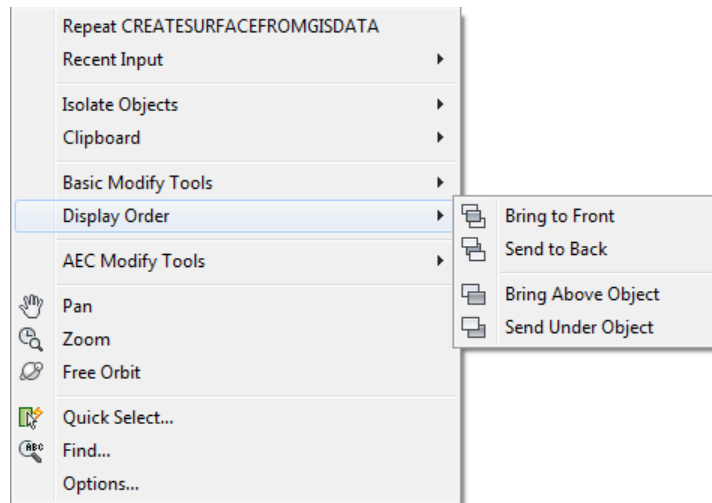 Repeat CREATESURFACEFROMGISDATA
Recent Input
Isolate Objects
Clipboard
Basic Modify Tools
Display Order
Bring to Front
Send to Back
Bring Above Object
Send Under Object
AEC Modify Tools
Pan
Zoom
Free Orbit
Quick Select...
ABC
Find...
Options...